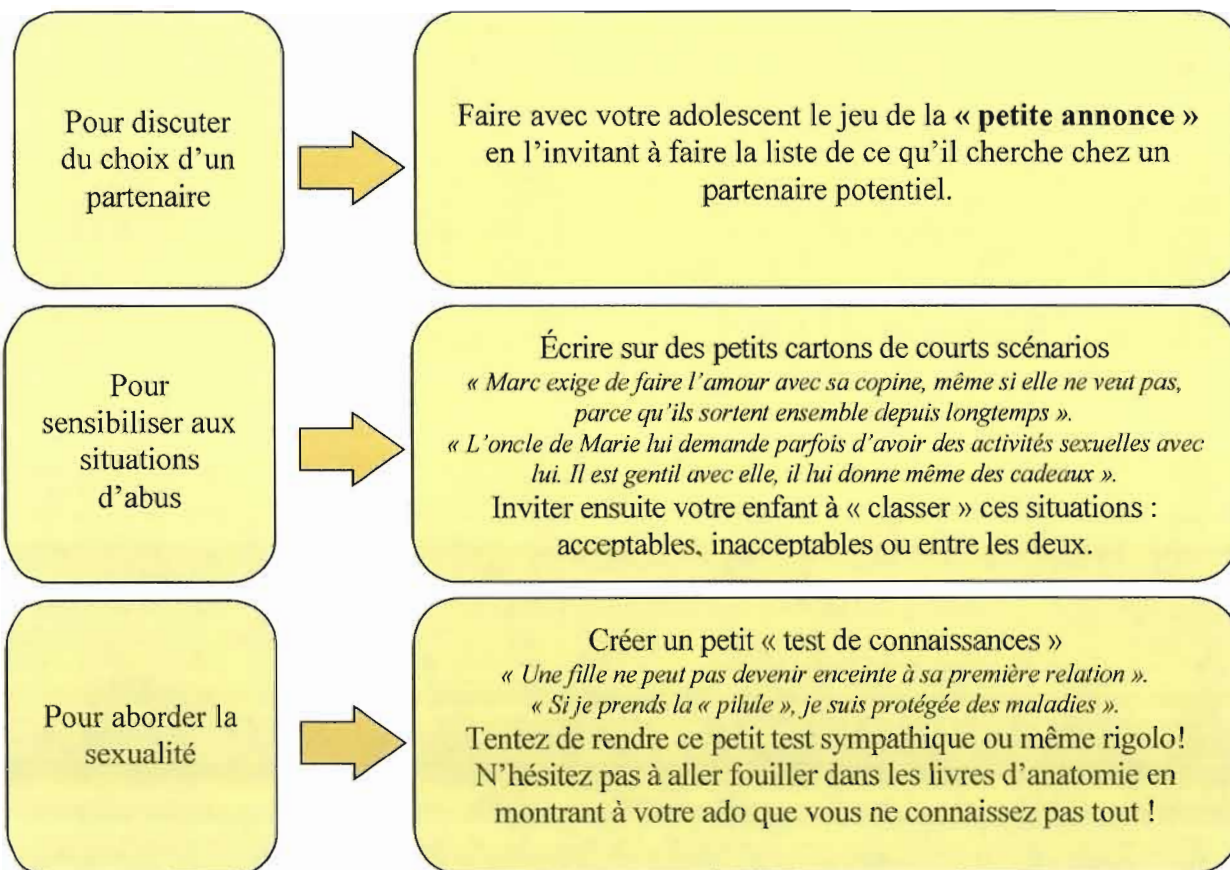 Pour discuter
du choix d'un
partenaire
Faire avec votre adolescent le jeu de la « petite annonce »
en l'invitant à faire la liste de ce qu'il cherche chez un
partenaire potentiel.
Pour
sensibiliser aux
situations
d'abus
Écrire sur des petits cartons de courts scénarios
« Marc exige de faire l'amour avec sa copine, même si elle ne veut pas,
parce qu'ils sortent ensemble depuis longtemps ».
« L'oncle de Marie lui demande parfois d'avoir des activités sexuelles avec
lui. Il est gentil avec elle, il lui donne même des cadeaux ».
Inviter ensuite votre enfant à « classer » ces situations :
acceptables, inacceptables ou entre les deux.
Pour aborder la
sexualité
Créer un petit « test de connaissances »
« Une fille ne peut pas devenir enceinte à sa première relation ».
« Si je prends la « pilule », je suis protégée des maladies ».
Tentez de rendre ce petit test sympathique ou même rigolo!
N'hésitez pas à aller fouiller dans les livres d'anatomie en
montrant à votre ado que vous ne connaissez pas tout !